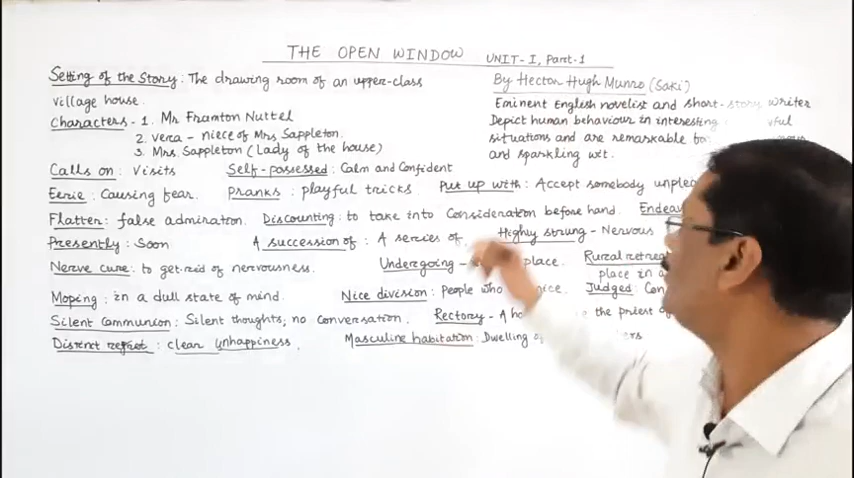 THE OPEN WINDOW UNIT-I, Part-1
Setting of the Story: The drawing room of an upper-class
village house.
By Hector Hugh Munro (Saki)
Eminent English novelist and short-story writer
Depict human behaviour in interesting
situations and are remarkable
and sparkling wit.
Characters - 1. Mr Framton Nuttel
2. Vera - niece of Mrs Sappleton.
3. Mrs. Sappleton (Lady of the house)
Calls on: Visits Self-possessed: Calm and Confident
Eerie: Causing fear. Pranks: playful tricks. Put up with: Accept somebody
Flatter: false admiration. Discounting: to take into Consideration before hand.
Presently: Soon A succession of: A series of Highly strung - Nervous
Nerve cure: to get rid of nervousness. Undergoing - place. Rural retreat
place in a
Moping: in a dull state of mind. Nice division: People who Judged:
Silent Communion: Silent thoughts; no conversation. Rectory - A the priest
Distinct regret: clear unhappiness. Masculine habitation: Dwelling